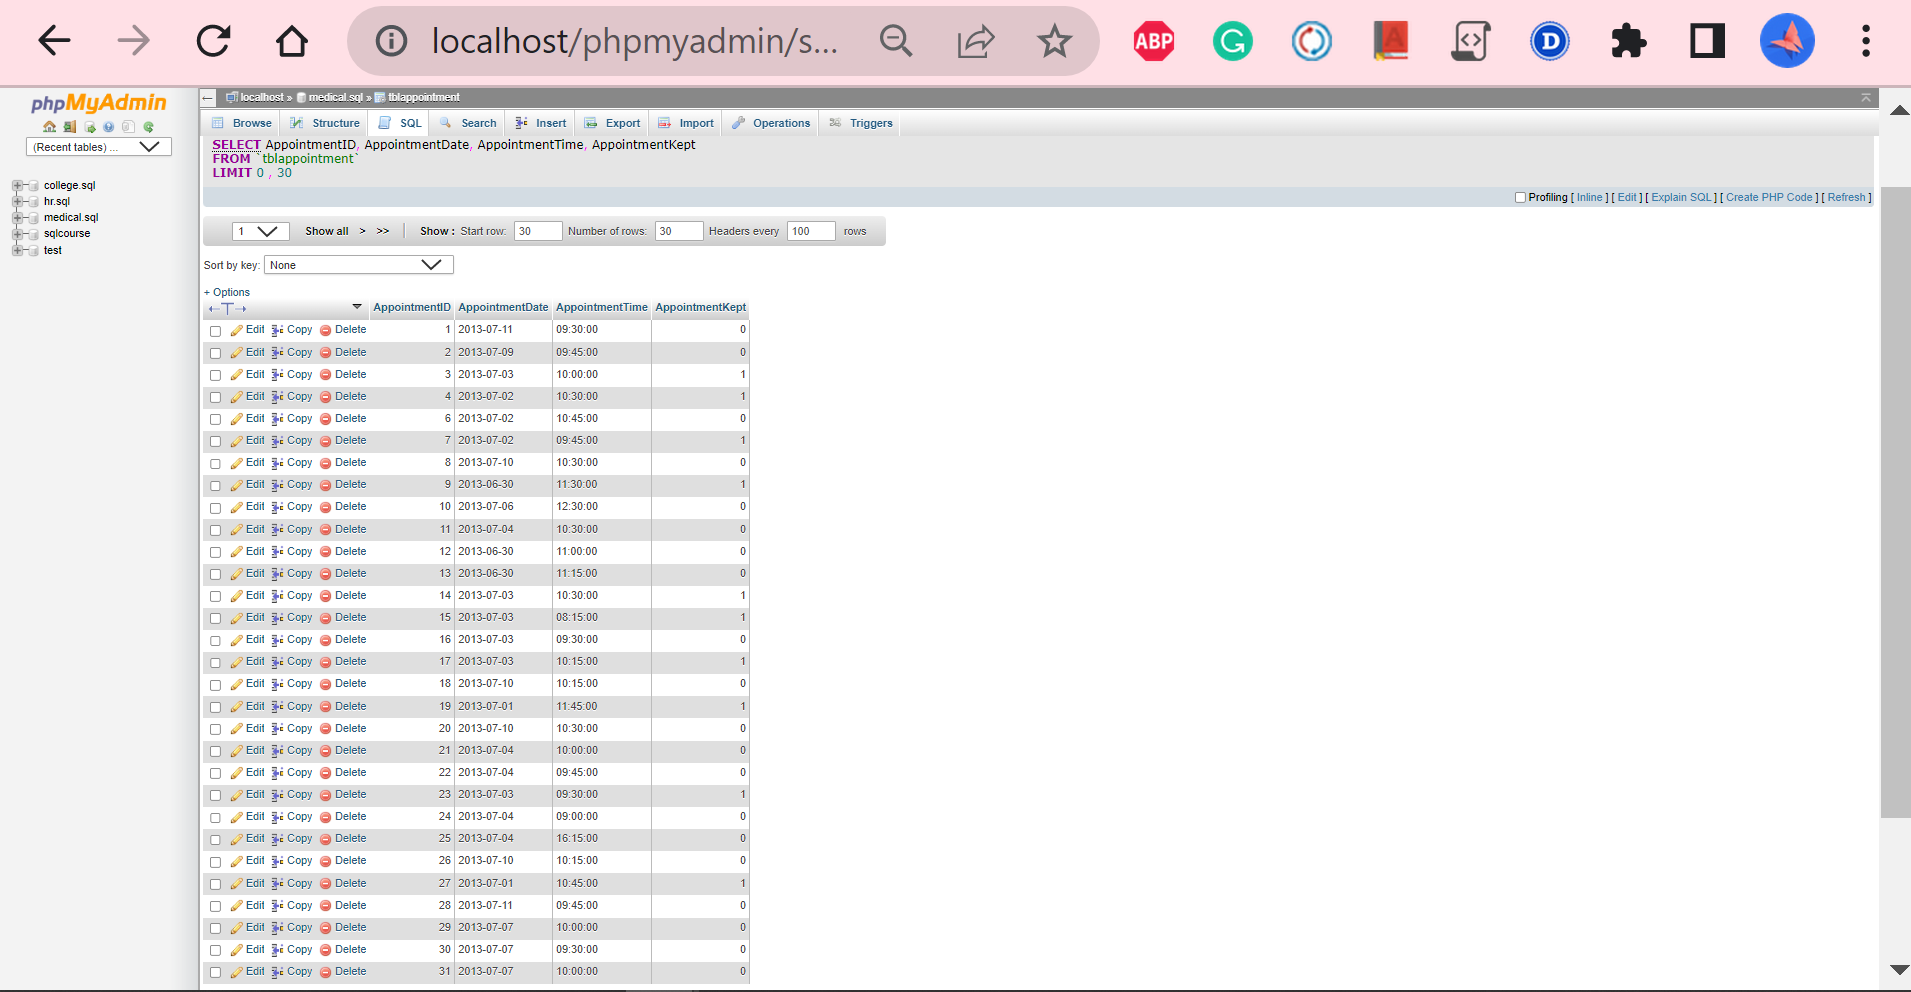 localhost/phpmyadmin/s...
ABP
phpMyAdmin
(Recent tables) ...
college.sql
hr.sql
medical.sql
sqlcourse
test
localhost » medical.sql » tblappointment
Browse Structure SQL Search Insert Export Import Operations Triggers
SELECT AppointmentID, AppointmentDate, AppointmentTime, AppointmentKept
FROM `tblappointment`
LIMIT 0 , 30
Profiling [ Inline ] [ Edit ] [ Explain SQL ] [ Create PHP Code ] [ Refresh ]
1 Show all > >> Show : Start row: 30 Number of rows: 30 Headers every 100 rows
Sort by key: None
+ Options
←T→ AppointmentID AppointmentDate AppointmentTime AppointmentKept
Edit Copy Delete 1 2013-07-11 09:30:00 0
Edit Copy Delete 2 2013-07-09 09:45:00 0
Edit Copy Delete 3 2013-07-03 10:00:00 1
Edit Copy Delete 4 2013-07-02 10:30:00 1
Edit Copy Delete 6 2013-07-02 10:45:00 0
Edit Copy Delete 7 2013-07-02 09:45:00 1
Edit Copy Delete 8 2013-07-10 10:30:00 0
Edit Copy Delete 9 2013-06-30 11:30:00 1
Edit Copy Delete 10 2013-07-06 12:30:00 0
Edit Copy Delete 11 2013-07-04 10:30:00 0
Edit Copy Delete 12 2013-06-30 11:00:00 0
Edit Copy Delete 13 2013-06-30 11:15:00 0
Edit Copy Delete 14 2013-07-03 10:30:00 1
Edit Copy Delete 15 2013-07-03 08:15:00 1
Edit Copy Delete 16 2013-07-03 09:30:00 0
Edit Copy Delete 17 2013-07-03 10:15:00 1
Edit Copy Delete 18 2013-07-10 10:15:00 0
Edit Copy Delete 19 2013-07-01 11:45:00 1
Edit Copy Delete 20 2013-07-10 10:30:00 0
Edit Copy Delete 21 2013-07-04 10:00:00 0
Edit Copy Delete 22 2013-07-04 09:45:00 0
Edit Copy Delete 23 2013-07-03 09:30:00 1
Edit Copy Delete 24 2013-07-04 09:00:00 0
Edit Copy Delete 25 2013-07-04 16:15:00 0
Edit Copy Delete 26 2013-07-10 10:15:00 0
Edit Copy Delete 27 2013-07-01 10:45:00 1
Edit Copy Delete 28 2013-07-11 09:45:00 0
Edit Copy Delete 29 2013-07-07 10:00:00 0
Edit Copy Delete 30 2013-07-07 09:30:00 0
Edit Copy Delete 31 2013-07-07 10:00:00 0